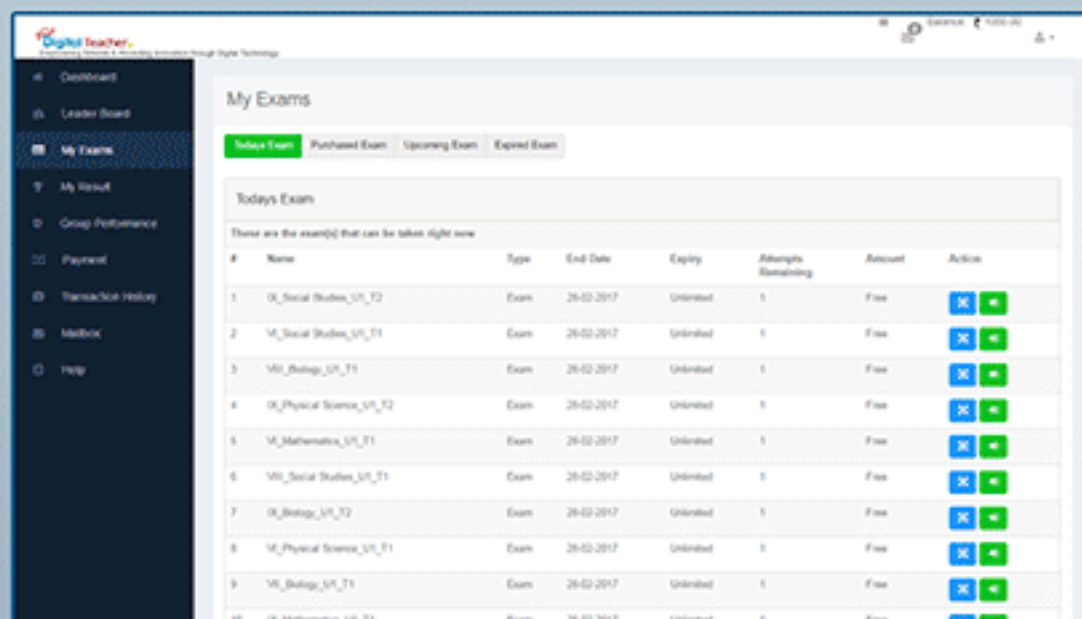 Digital Teacher
Balance: ₹ 1000.00
Dashboard
Leader Board
My Exams
My Result
Group Performance
Payment
Transaction History
Mailbox
Help
My Exams
Todays Exam Purchased Exam Upcoming Exam Expired Exam
Todays Exam
These are the exam(s) that can be taken right now
# Name Type End Date Expiry Attempts Remaining Amount Action
1 IX_Social Studies_U1_T2 Exam 26-02-2017 Unlimited 1 Free
2 VI_Social Studies_U1_T1 Exam 26-02-2017 Unlimited 1 Free
3 VIII_Biology_U1_T1 Exam 26-02-2017 Unlimited 1 Free
4 IX_Physical Science_U1_T2 Exam 26-02-2017 Unlimited 1 Free
5 VI_Mathematics_U1_T1 Exam 26-02-2017 Unlimited 1 Free
6 VIII_Social Studies_U1_T1 Exam 26-02-2017 Unlimited 1 Free
7 IX_Biology_U1_T2 Exam 26-02-2017 Unlimited 1 Free
8 VI_Physical Science_U1_T1 Exam 26-02-2017 Unlimited 1 Free
9 VII_Biology_U1_T1 Exam 26-02-2017 Unlimited 1 Free